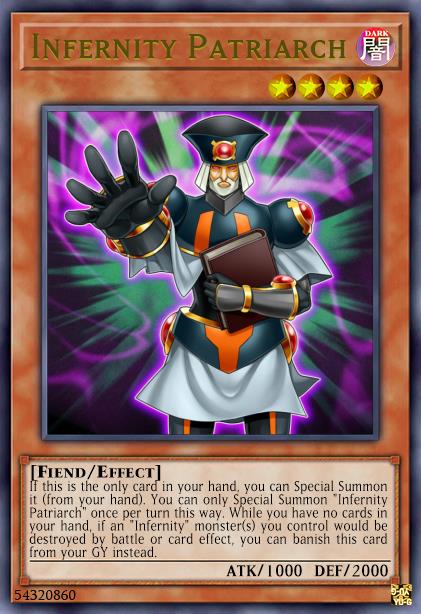 INFERNITY PATRIARCH
DARK
闇
[FIEND/EFFECT]
If this is the only card in your hand, you can Special Summon
it (from your hand). You can only Special Summon "Infernity
Patriarch" once per turn this way. While you have no cards in
your hand, if an "Infernity" monster(s) you control would be
destroyed by battle or card effect, you can banish this
card from your GY instead.
ATK/1000 DEF/2000
54320860